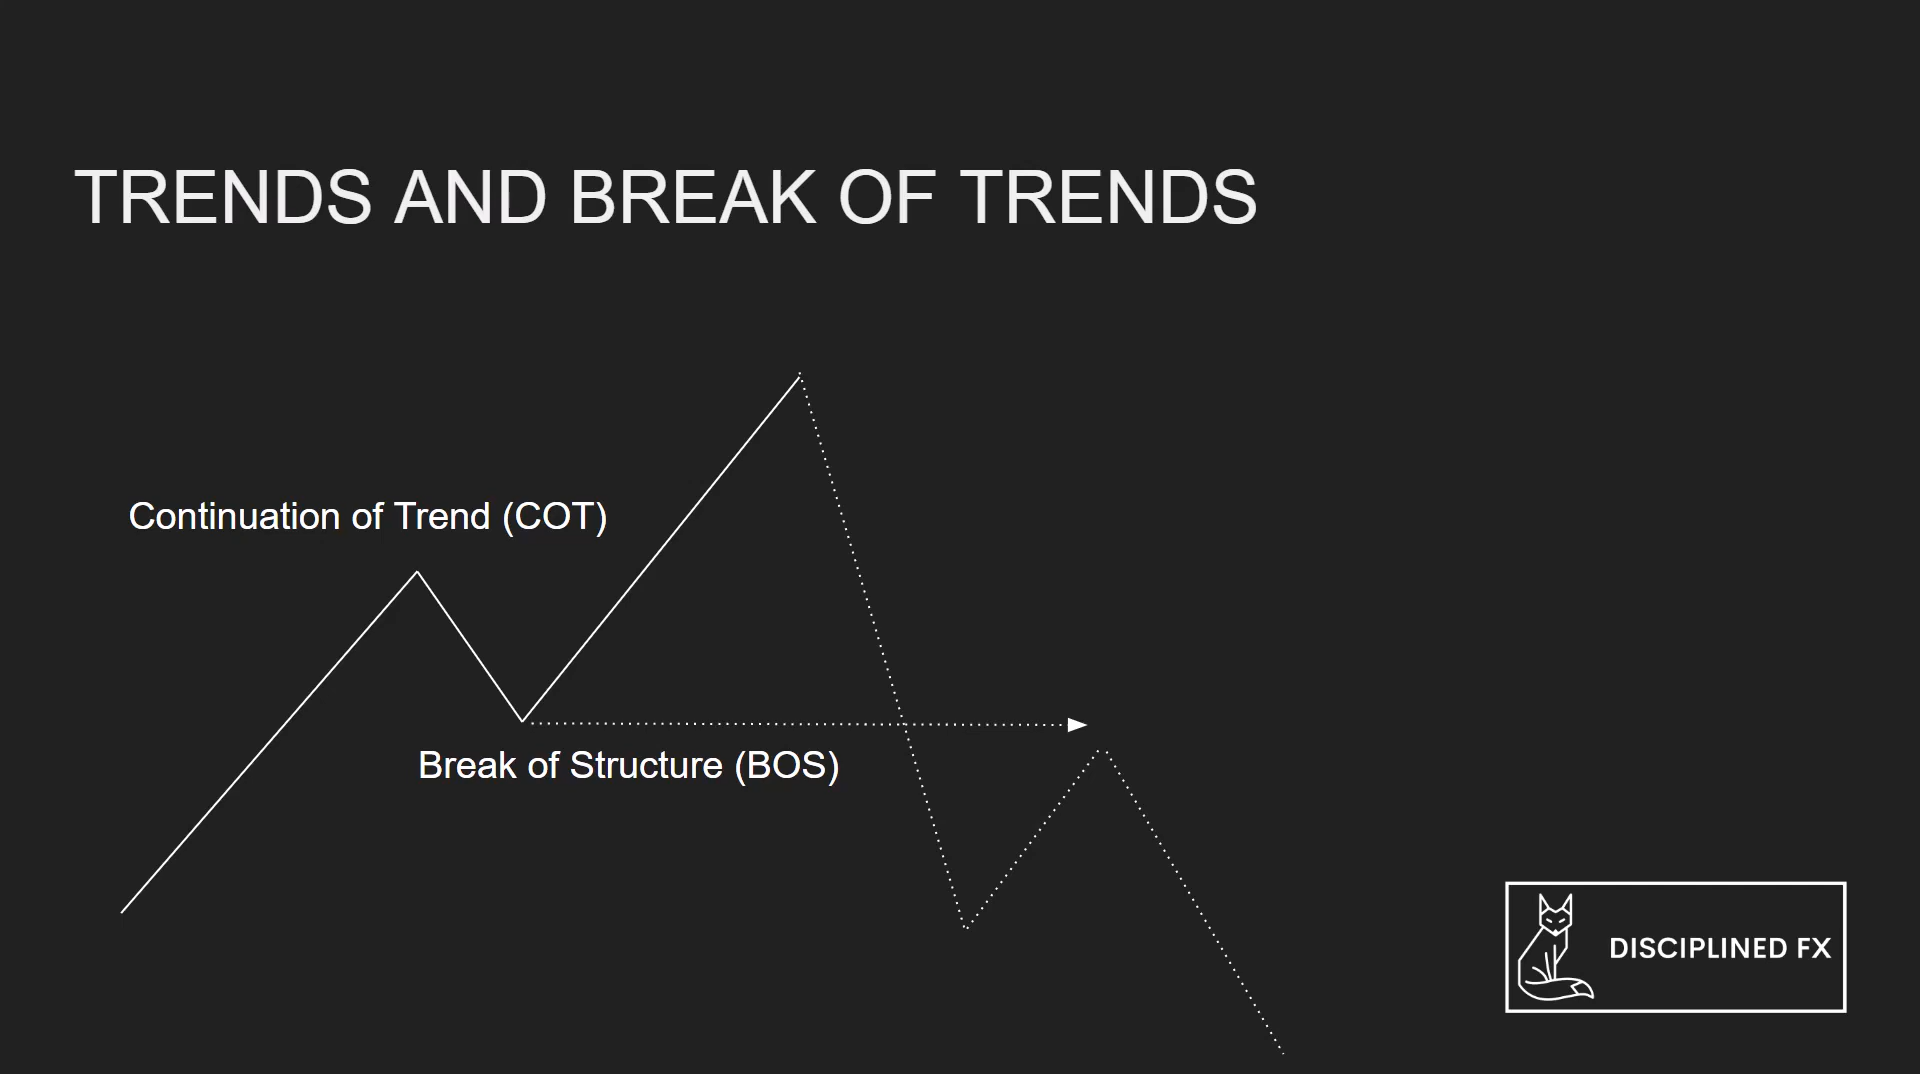 TRENDS AND BREAK OF TRENDS
Continuation of Trend (COT)
Break of Structure (BOS)
DISCIPLINED FX